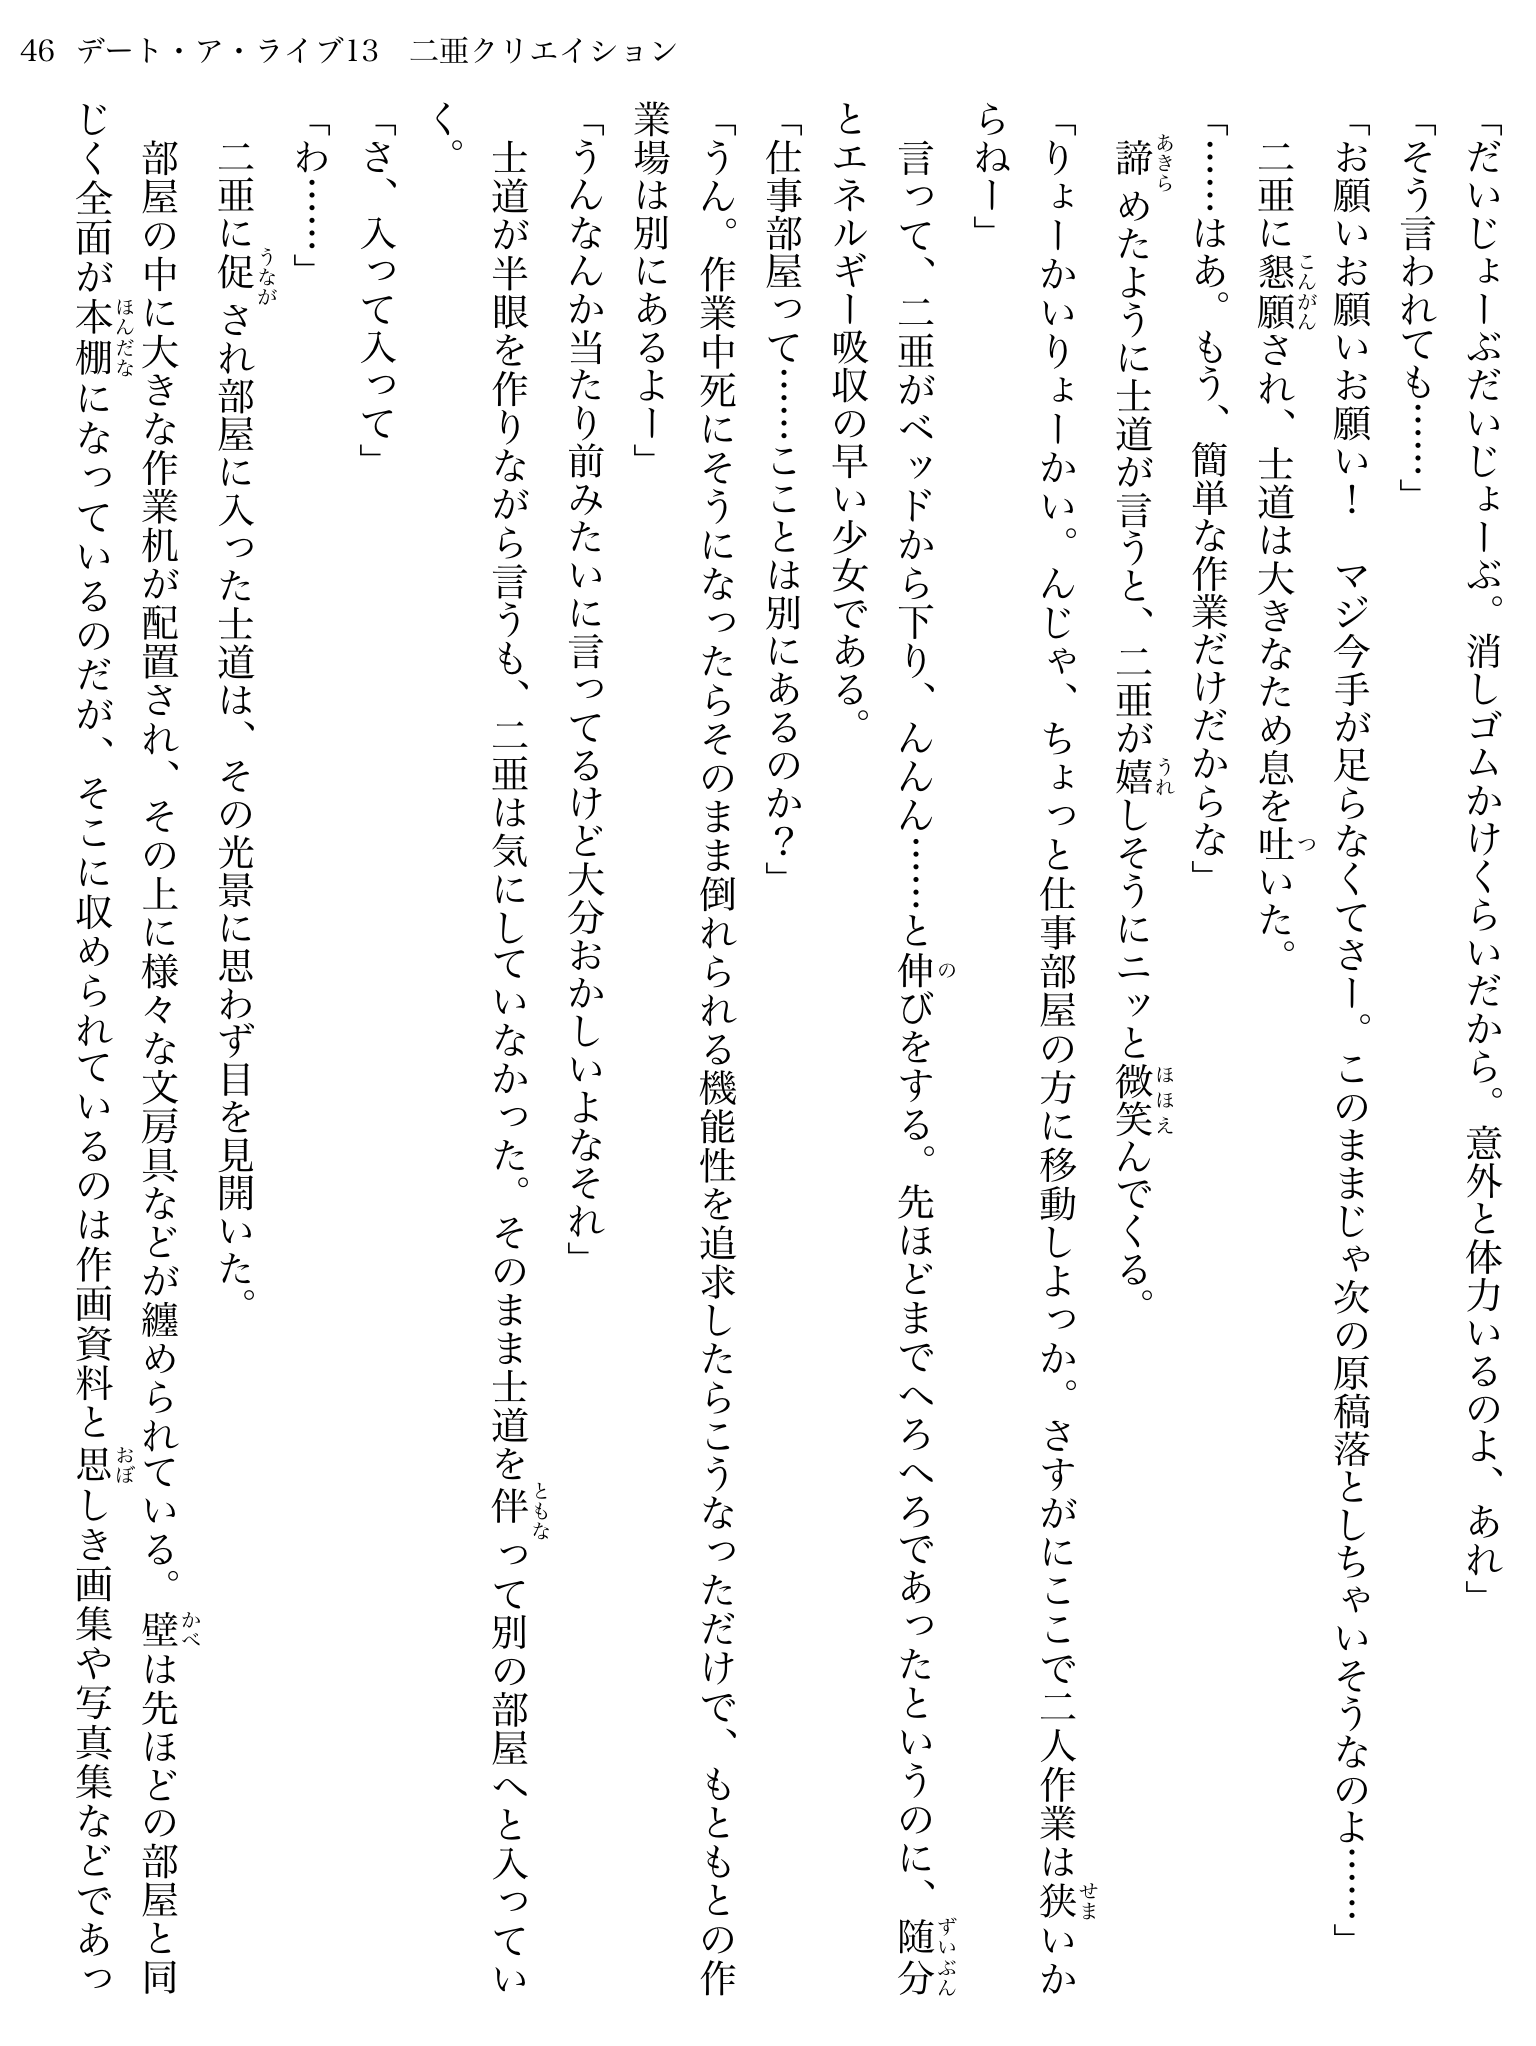 46 デート・ア・ライブ13　二亜クリエイション
「だいじょーぶだいじょーぶ。消しゴムかけくらいだから。意外と体力いるのよ、あれ」
「そう言われても……」
「お願いお願いお願い！　マジ今手が足らなくてさー。このままじゃ次の原稿落としちゃいそうなのよ……」
　二亜に懇願され、士道は大きなため息を吐いた。
「……はあ。もう、簡単な作業だけだからな」
　諦めたように士道が言うと、二亜が嬉しそうにニッと微笑んでくる。
「りょーかいりょーかい。んじゃ、ちょっと仕事部屋の方に移動しよっか。さすがにここで二人作業は狭いか
らねー」
　言って、二亜がベッドから下り、んんん……と伸びをする。先ほどまでへろへろであったというのに、随分
とエネルギー吸収の早い少女である。
「仕事部屋って……こことは別にあるのか？」
「うん。作業中死にそうになったらそのまま倒れられる機能性を追求したらこうなっただけで、もともとの作
業場は別にあるよー」
「うんなんか当たり前みたいに言ってるけど大分おかしいよなそれ」
　士道が半眼を作りながら言うも、二亜は気にしていなかった。そのまま士道を伴って別の部屋へと入ってい
く。
「さ、入って入って」
「わ……」
　二亜に促され部屋に入った士道は、その光景に思わず目を見開いた。
　部屋の中に大きな作業机が配置され、その上に様々な文房具などが纏められている。壁は先ほどの部屋と同
じく全面が本棚になっているのだが、そこに収められているのは作画資料と思しき画集や写真集などであっ